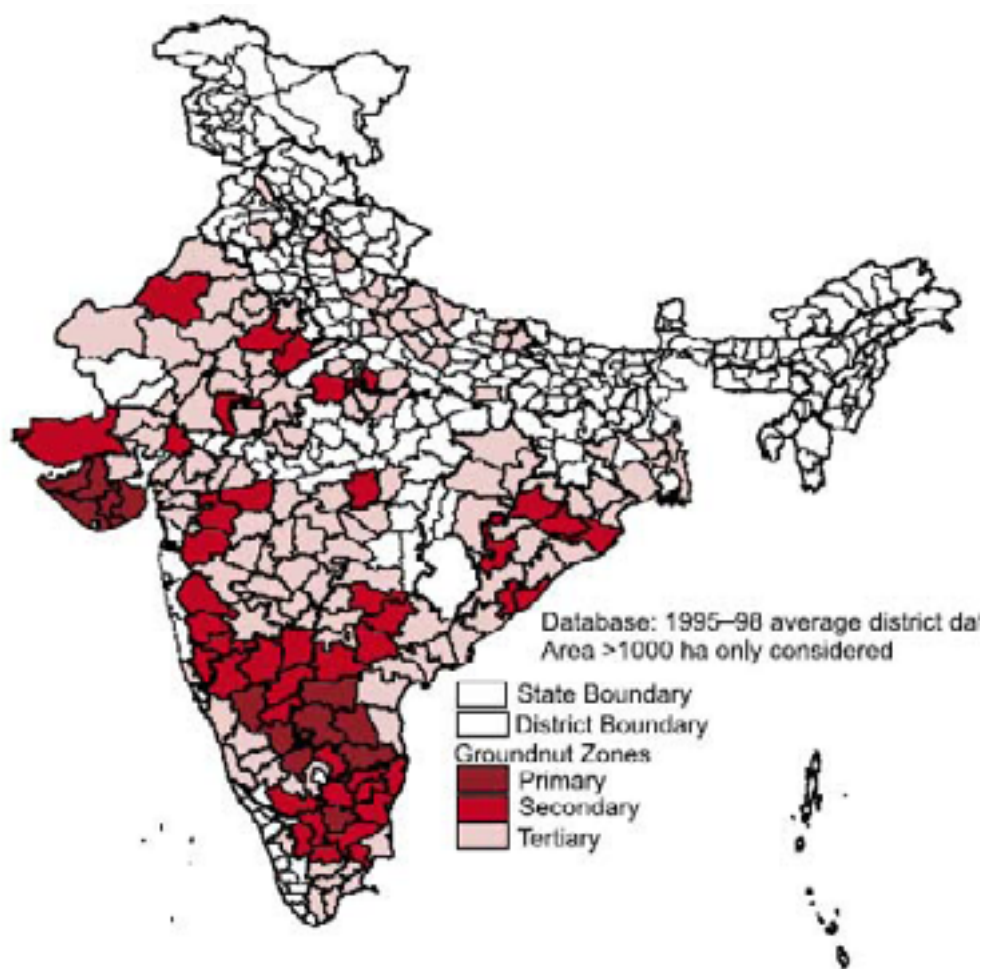 Database: 1995–98 average district dat
Area >1000 ha only considered
State Boundary
District Boundary
Groundnut Zones
Primary
Secondary
Tertiary